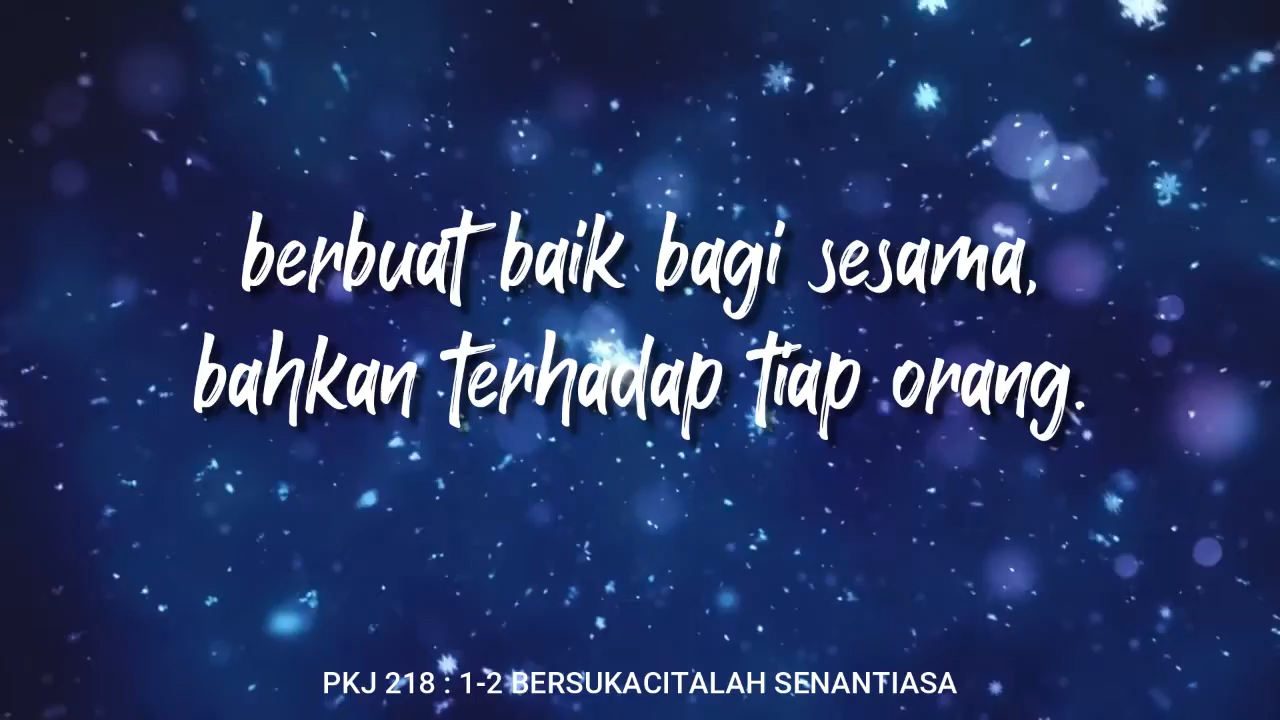 berbuat baik bagi sesama,
bahkan terhadap tiap orang.
PKJ 218 : 1-2 BERSUKACITALAH SENANTIASA